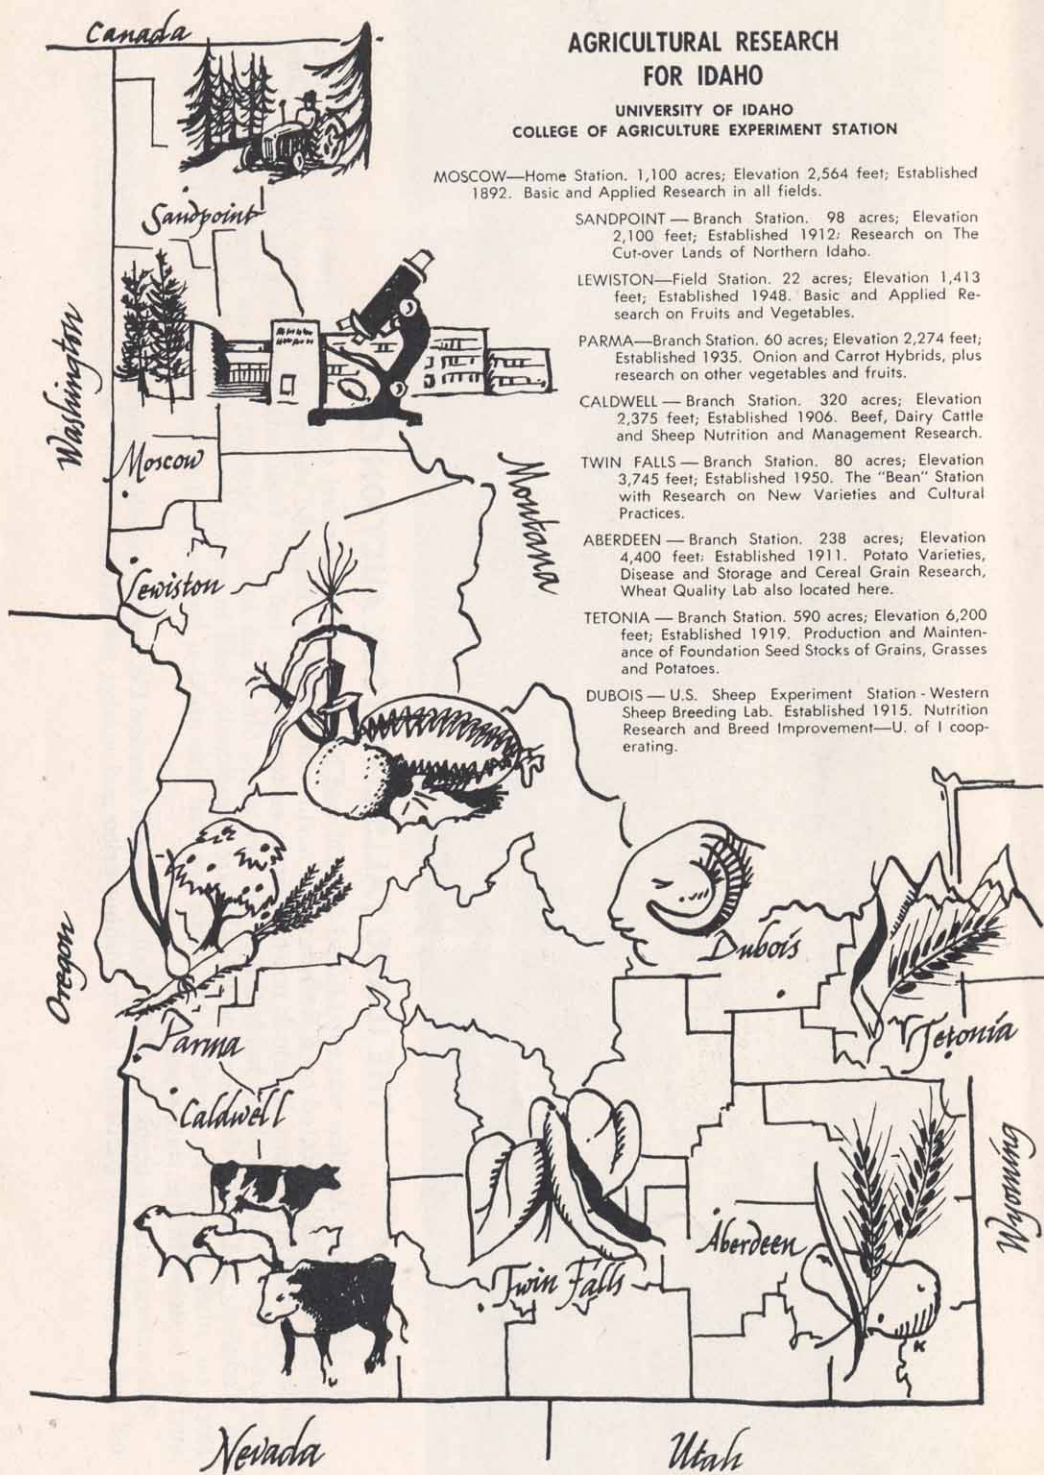 Canada
AGRICULTURAL RESEARCH
FOR IDAHO
UNIVERSITY OF IDAHO
COLLEGE OF AGRICULTURE EXPERIMENT STATION
MOSCOW—Home Station. 1,100 acres; Elevation 2,564 feet; Established
1892. Basic and Applied Research in all fields.
SANDPOINT — Branch Station. 98 acres; Elevation
2,100 feet; Established 1912: Research on The
Cut-over Lands of Northern Idaho.
LEWISTON—Field Station. 22 acres; Elevation 1,413
feet; Established 1948. Basic and Applied Re-
search on Fruits and Vegetables.
PARMA—Branch Station. 60 acres; Elevation 2,274 feet;
Established 1935. Onion and Carrot Hybrids, plus
research on other vegetables and fruits.
CALDWELL — Branch Station. 320 acres; Elevation
2,375 feet; Established 1906. Beef, Dairy Cattle
and Sheep Nutrition and Management Research.
TWIN FALLS — Branch Station. 80 acres; Elevation
3,745 feet; Established 1950. The "Bean" Station
with Research on New Varieties and Cultural
Practices.
ABERDEEN — Branch Station. 238 acres; Elevation
4,400 feet; Established 1911. Potato Varieties,
Disease and Storage and Cereal Grain Research,
Wheat Quality Lab also located here.
TETONIA — Branch Station. 590 acres; Elevation 6,200
feet; Established 1919. Production and Mainten-
ance of Foundation Seed Stocks of Grains, Grasses
and Potatoes.
DUBOIS — U.S. Sheep Experiment Station - Western
Sheep Breeding Lab. Established 1915. Nutrition
Research and Breed Improvement—U. of I coop-
erating.
Sandpoint
Washington
Moscow
Montana
Lewiston
Oregon
Dubois
Parma
Tetonia
Caldwell
Wyoming
Aberdeen
Twin Falls
K
Nevada
Utah